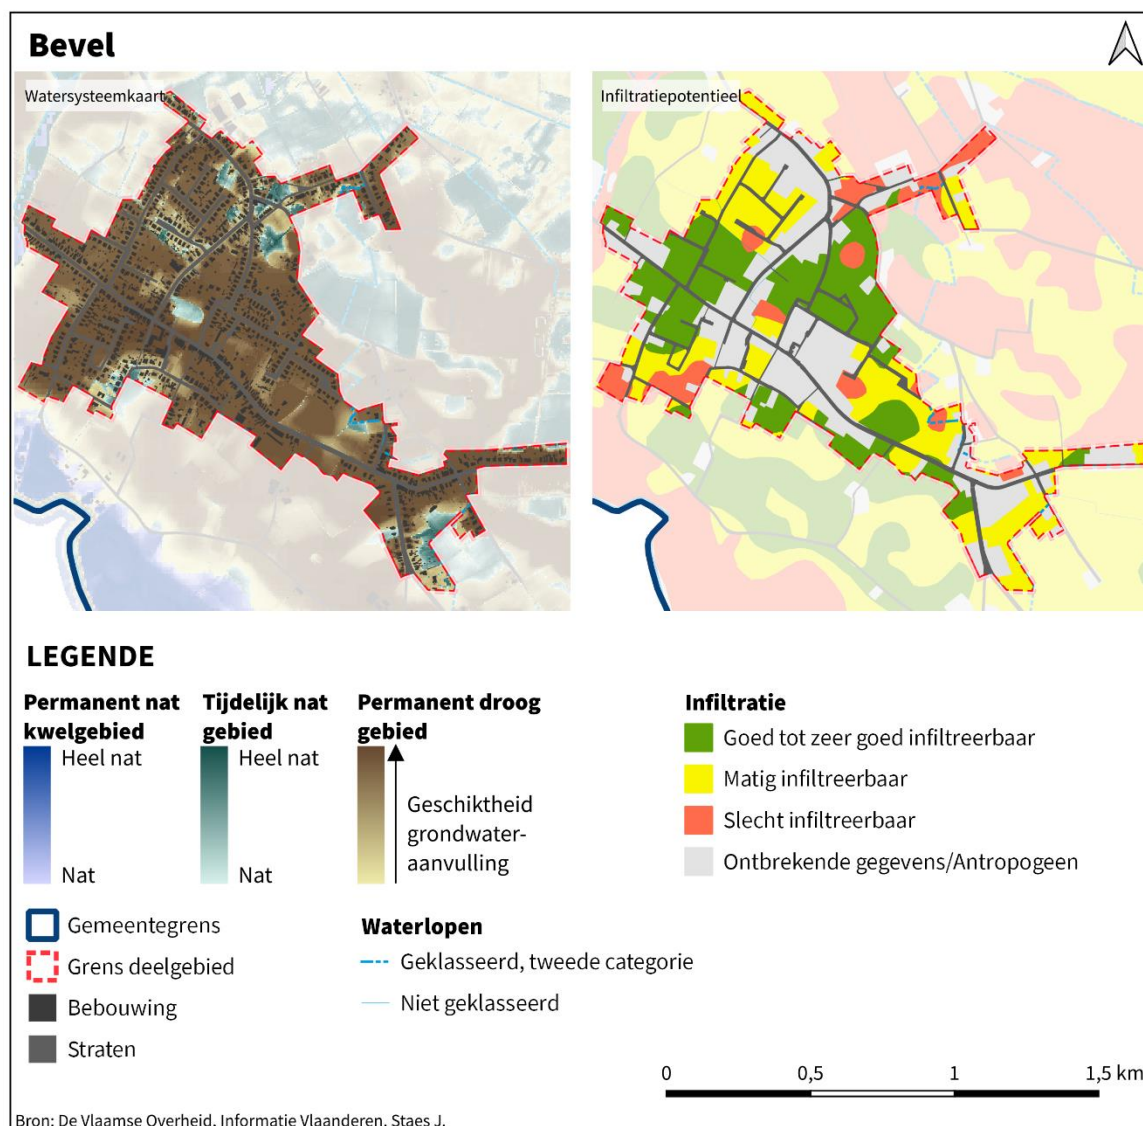 Bevel
Watersysteemkaart
Infiltratiepotentieel
LEGENDE
Permanent nat
kwelgebied
Heel nat
Nat
Tijdelijk nat
gebied
Heel nat
Nat
Permanent droog
gebied
Geschiktheid
grondwater-
aanvulling
Infiltratie
Goed tot zeer goed infiltreerbaar
Matig infiltreerbaar
Slecht infiltreerbaar
Ontbrekende gegevens/Antropogeen
Gemeentegrens
Grens deelgebied
Bebouwing
Straten
Waterlopen
Geklasseerd, tweede categorie
Niet geklasseerd
0 0,5 1 1,5 km
Bron: De Vlaamse Overheid, Informatie Vlaanderen, Staes J.